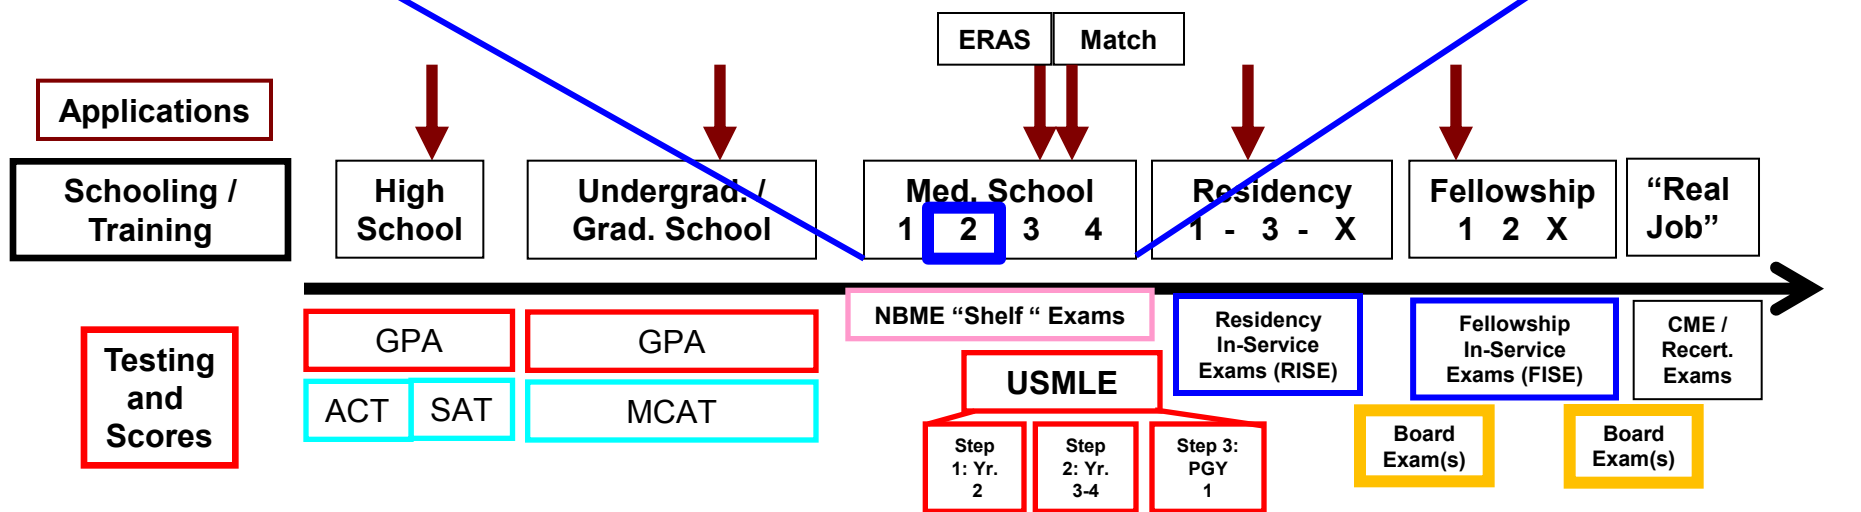 ERAS
Match
Applications
Schooling /
Training
High
School
Undergrad. /
Grad. School
Med. School
1 2 3 4
Residency
1 - 3 - X
Fellowship
1 2 X
“Real
Job”
Testing
and
Scores
GPA
ACT
SAT
GPA
MCAT
NBME “Shelf “ Exams
USMLE
Step
1: Yr.
2
Step
2: Yr.
3-4
Step 3:
PGY
1
Residency
In-Service
Exams (RISE)
Fellowship
In-Service
Exams (FISE)
CME /
Recert.
Exams
Board
Exam(s)
Board
Exam(s)